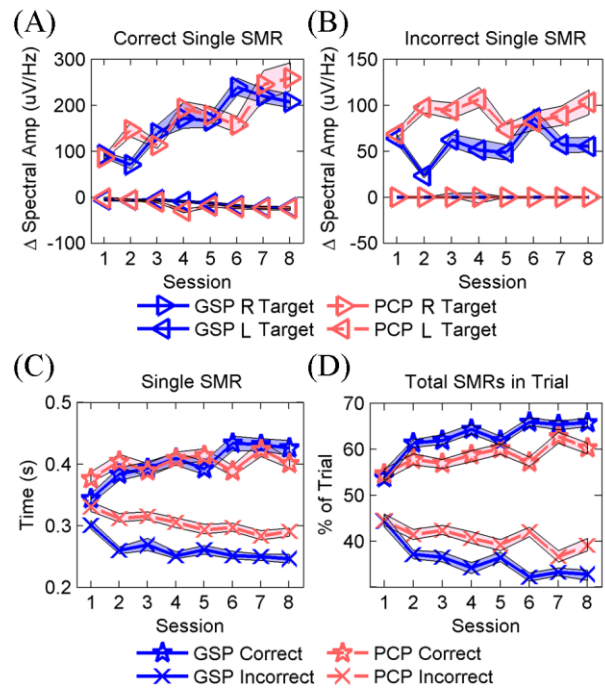 (A) Correct Single SMR
(B) Incorrect Single SMR
Δ Spectral Amp (uV/Hz)
300
200
100
0
-100
1 2 3 4 5 6 7 8
Session
Δ Spectral Amp (uV/Hz)
150
100
50
0
50
1 2 3 4 5 6 7 8
Session
GSP R Target PCP R Target
GSP L Target PCP L Target
(C) Single SMR
(D) Total SMRs in Trial
Time (s)
0.5
0.4
0.3
0.2
1 2 3 4 5 6 7 8
Session
% of Trial
70
60
50
40
1 2 3 4 5 6 7 8
Session
GSP Correct PCP Correct
GSP Incorrect PCP Incorrect